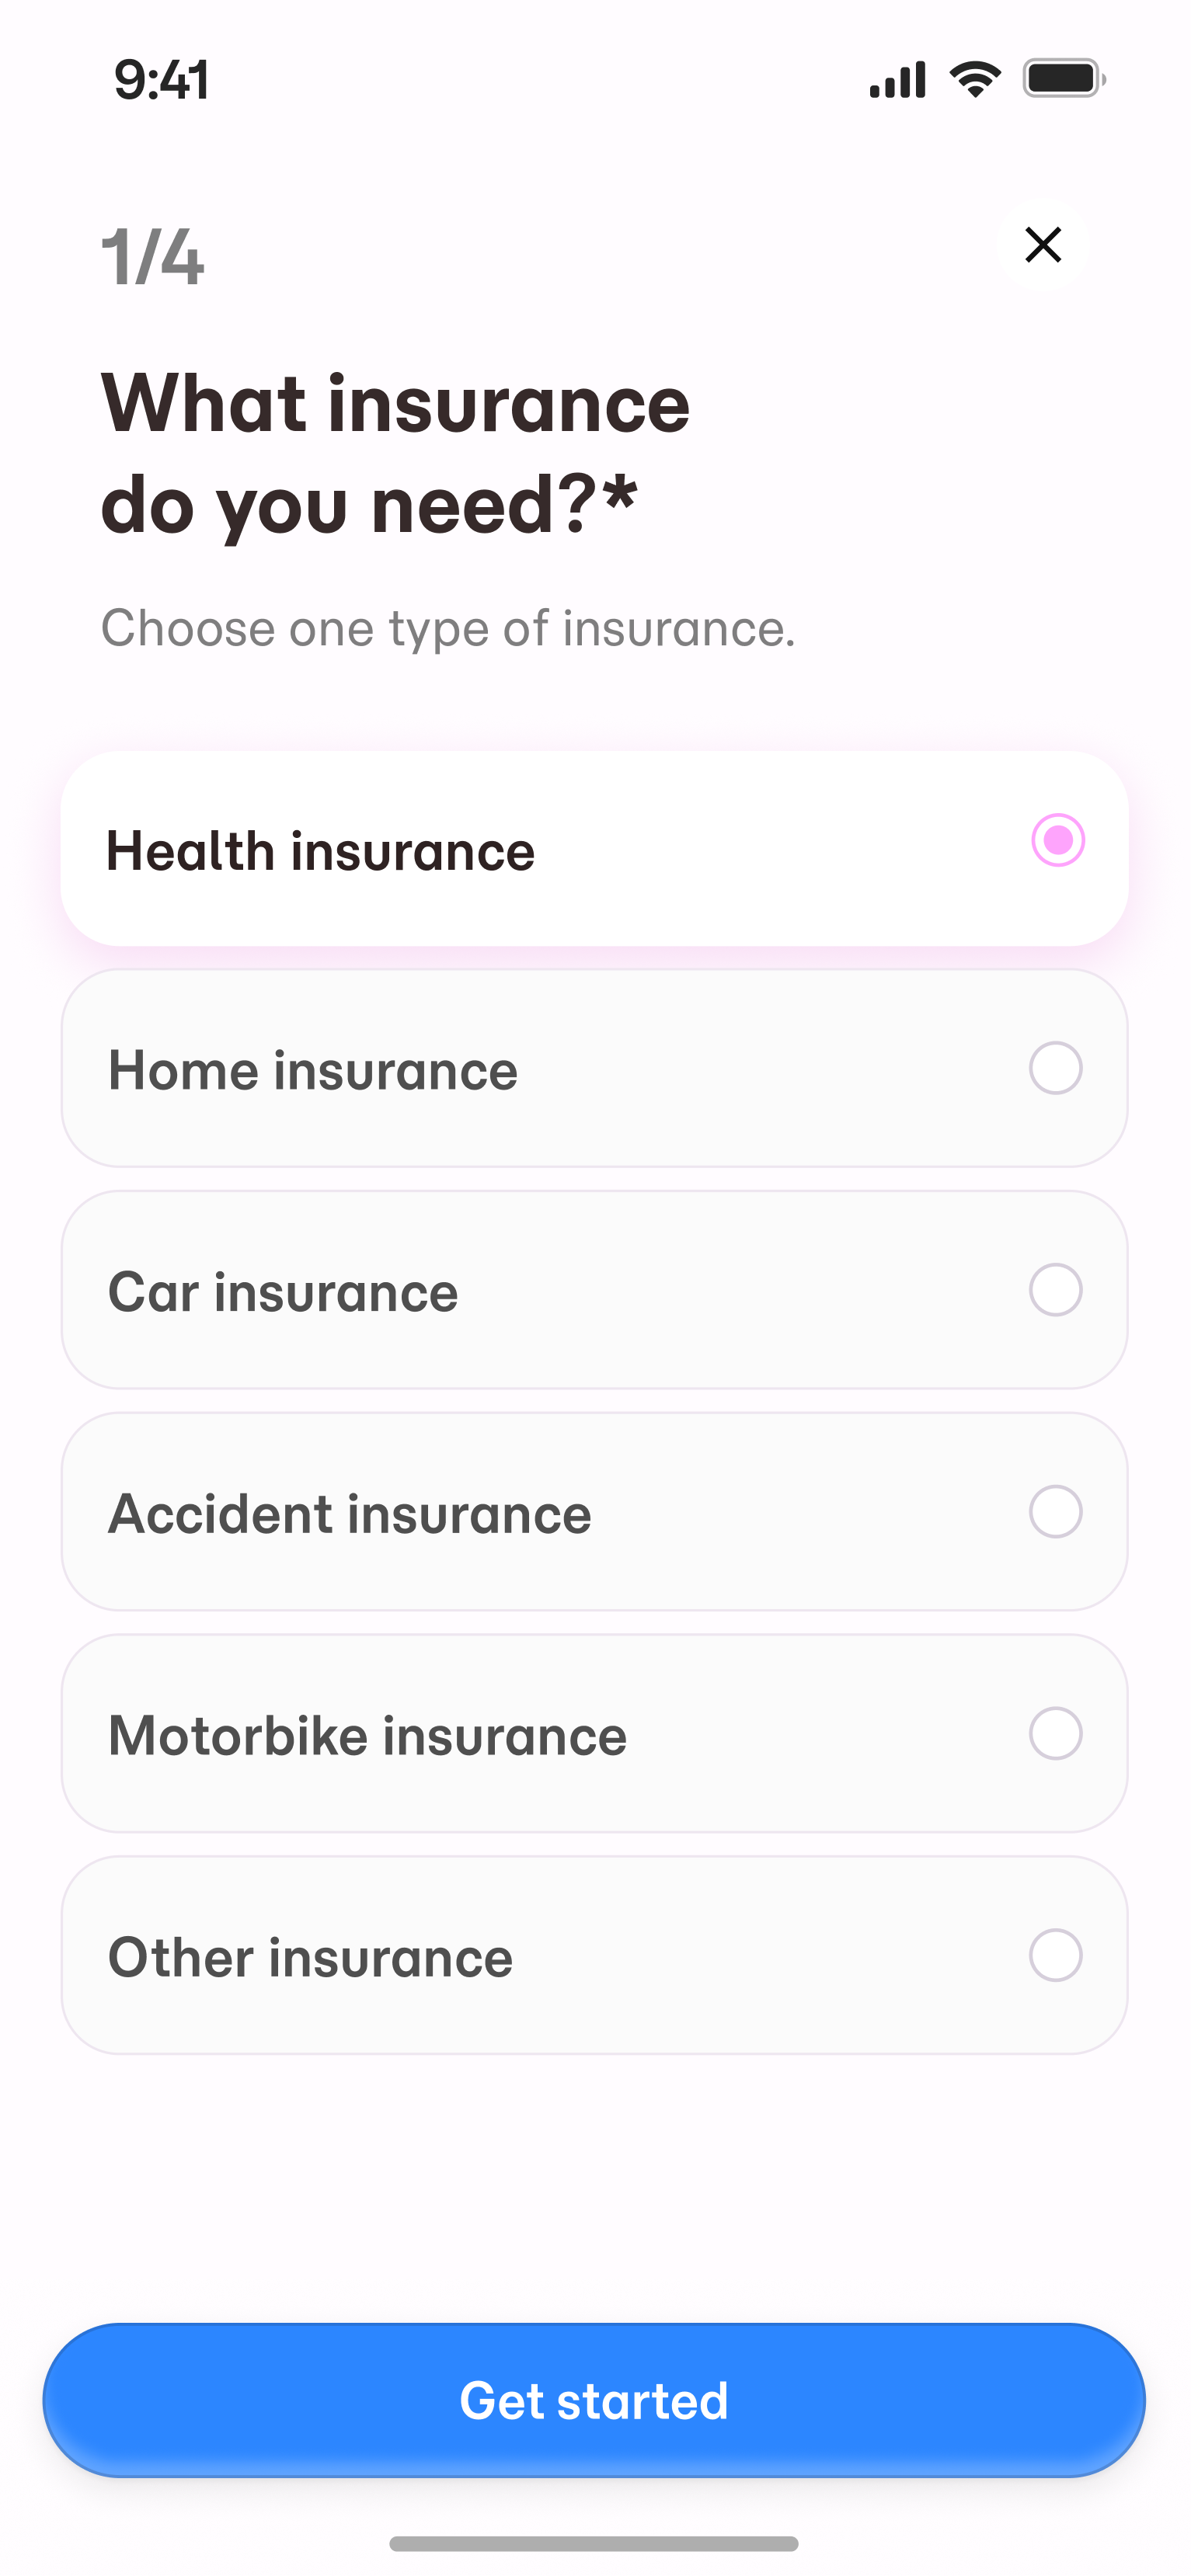 9:41
1/4
What insurance
do you need?*
Choose one type of insurance.
Health insurance
Home insurance
Car insurance
Accident insurance
Motorbike insurance
Other insurance
Get started